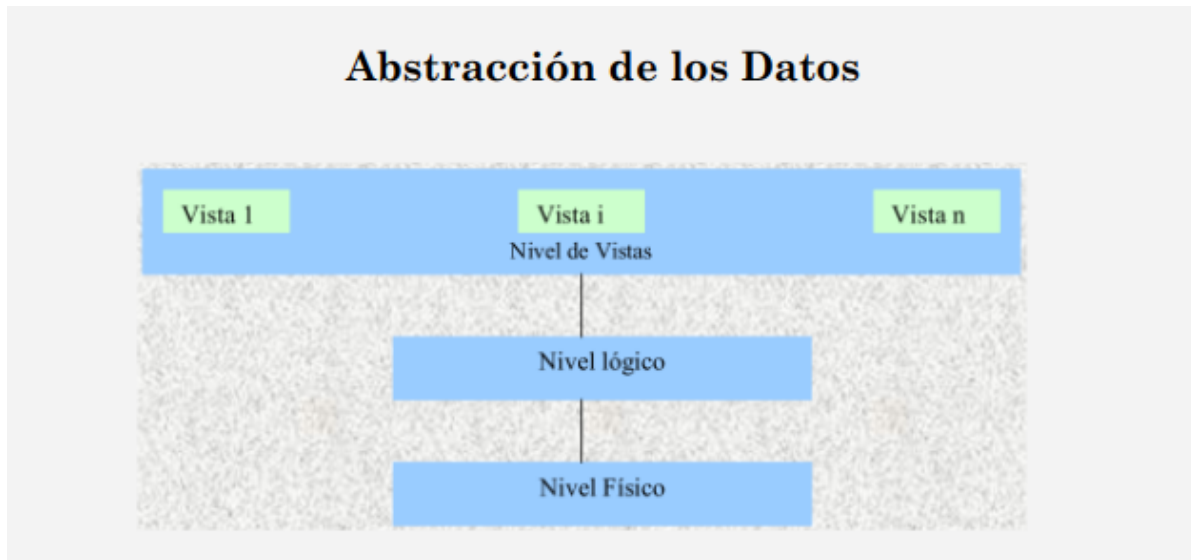 Abstracción de los Datos
Vista 1
Vista i
Vista n
Nivel de Vistas
Nivel lógico
Nivel Físico